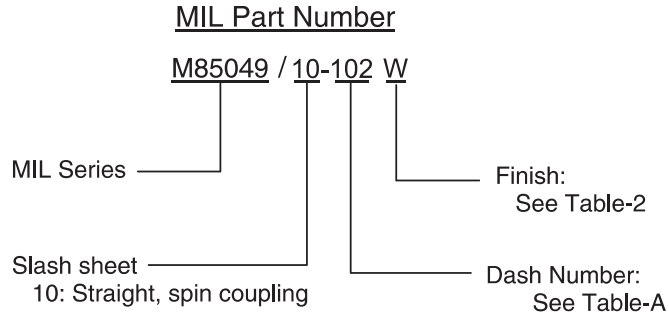 MIL Part Number
M85049 / 10-102 W
MIL Series
Finish:
See Table-2
Slash sheet
10: Straight, spin coupling
Dash Number:
See Table-A